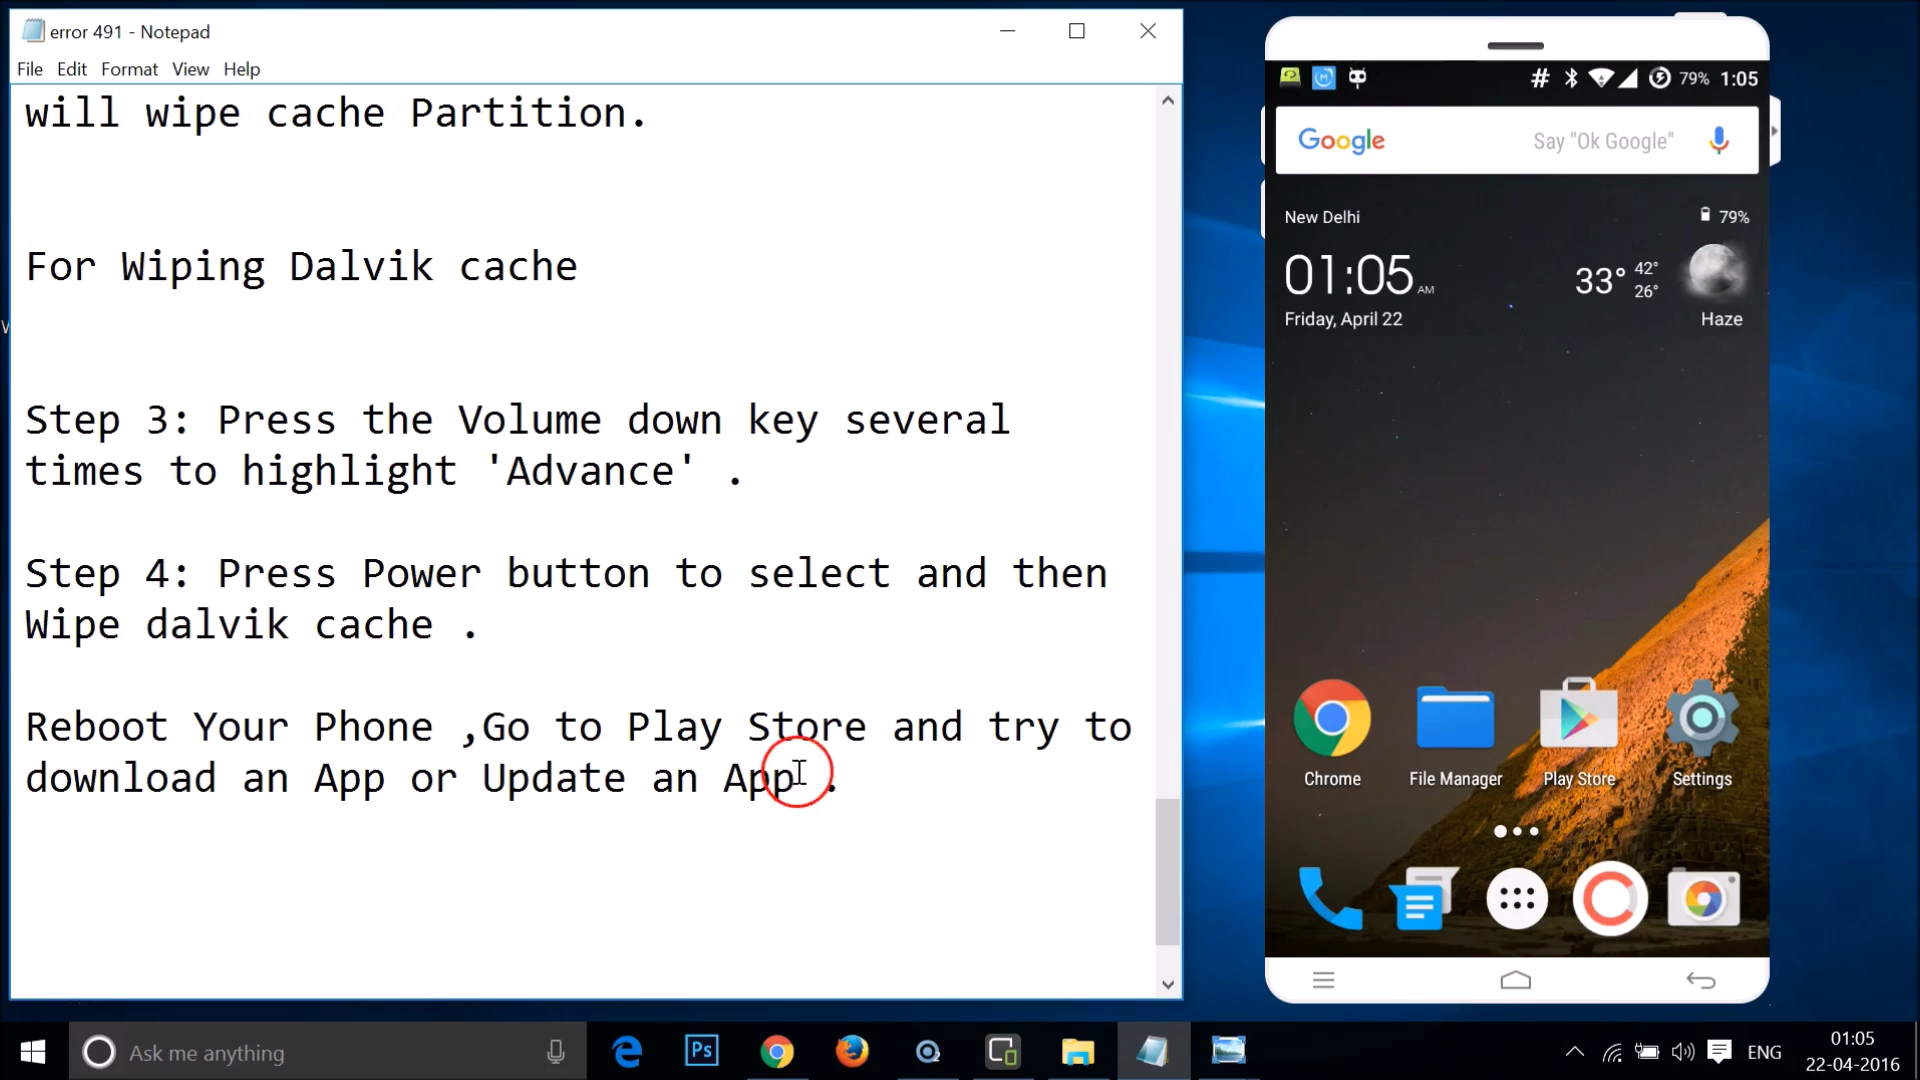 error 491 - Notepad
File Edit Format View Help
will wipe cache Partition.
For Wiping Dalvik cache
Step 3: Press the Volume down key several
times to highlight 'Advance' .
Step 4: Press Power button to select and then
Wipe dalvik cache .
Reboot Your Phone ,Go to Play Store and try to
download an App or Update an App .
79% 1:05
Google Say "Ok Google"
New Delhi 79%
01:05 AM 33° 42° 26°
Friday, April 22 Haze
Chrome File Manager Play Store Settings
Ask me anything
Ps
ENG
01:05
22-04-2016